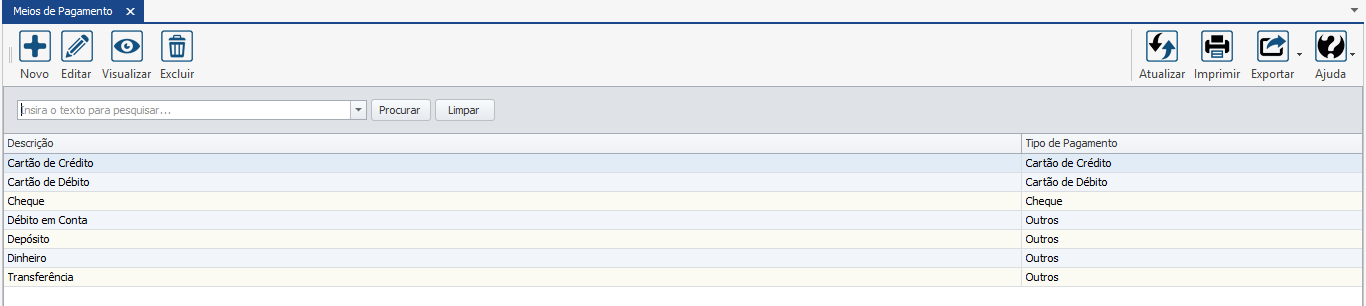 Meios de Pagamento
Novo Editar Visualizar Excluir Atualizar Imprimir Exportar Ajuda
Insira o texto para pesquisar... Procurar Limpar
Descrição Tipo de Pagamento
Cartão de Crédito Cartão de Crédito
Cartão de Débito Cartão de Débito
Cheque Cheque
Débito em Conta Outros
Depósito Outros
Dinheiro Outros
Transferência Outros